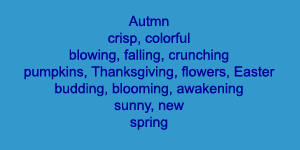 Autmn
crisp, colorful
blowing, falling, crunching
pumpkins, Thanksgiving, flowers, Easter
budding, blooming, awakening
sunny, new
spring